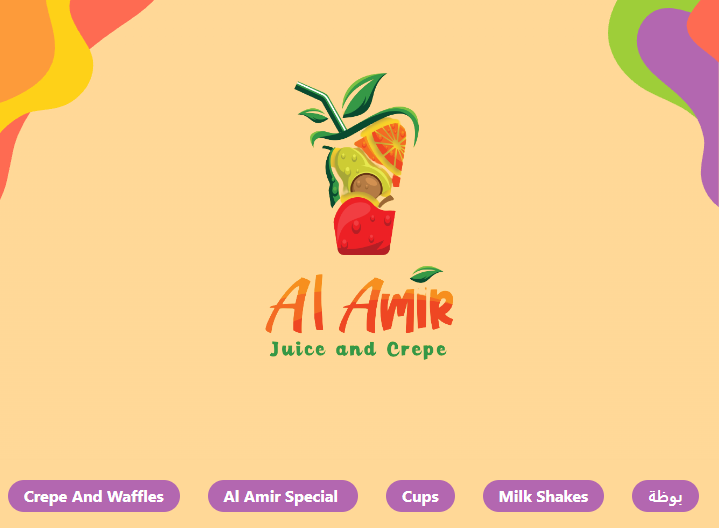 Al Amir
Juice and Crepe
Crepe And Waffles
Al Amir Special
Cups
Milk Shakes
بوظة